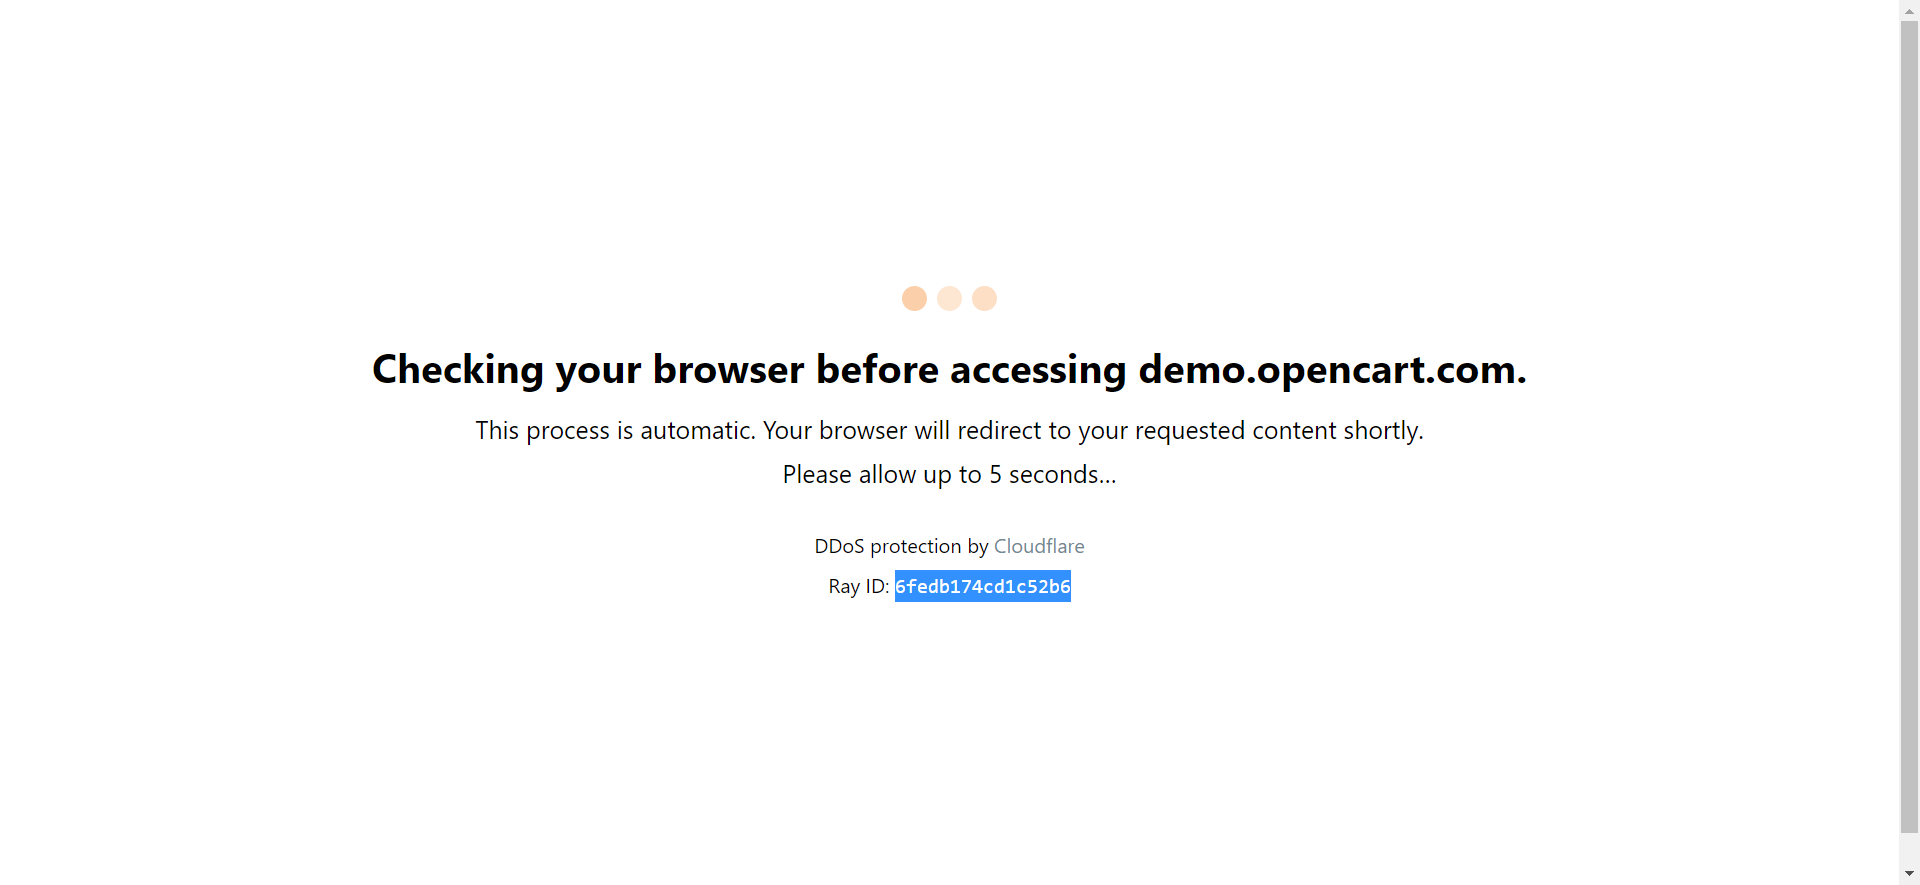 Checking your browser before accessing demo.opencart.com.
This process is automatic. Your browser will redirect to your requested content shortly.
Please allow up to 5 seconds…
DDoS protection by Cloudflare
Ray ID: 6fedb174cd1c52b6